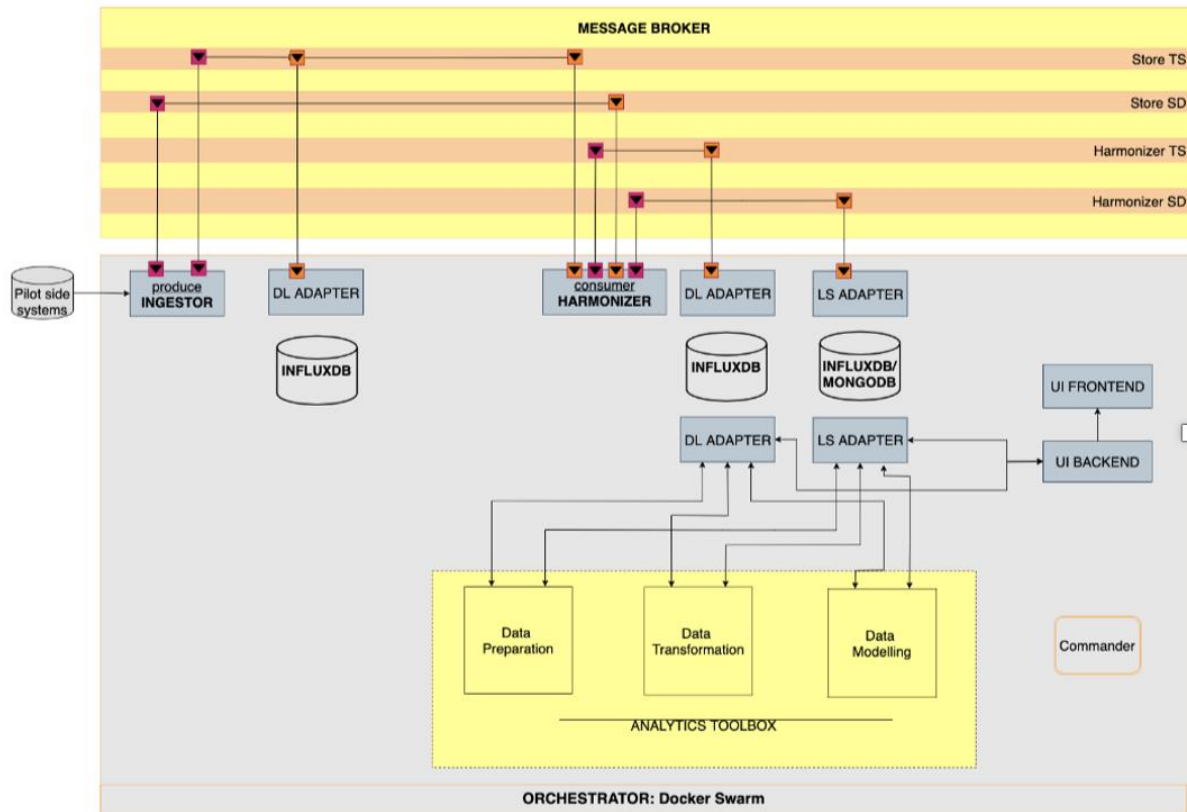 MESSAGE BROKER
Store TS
Store SD
Harmonizer TS
Harmonizer SD
Pilot side
systems
produce
INGESTOR
DL ADAPTER
consumer
HARMONIZER
DL ADAPTER
LS ADAPTER
INFLUXDB
INFLUXDB
INFLUXDB/
MONGODB
UI FRONTEND
DL ADAPTER
LS ADAPTER
UI BACKEND
Data
Preparation
Data
Transformation
Data
Modelling
Commander
ANALYTICS TOOLBOX
ORCHESTRATOR: Docker Swarm